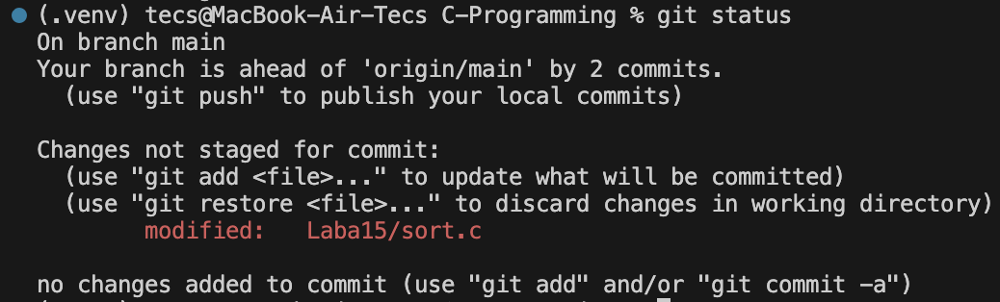 (.venv) tecs@MacBook-Air-Tecs C-Programming % git status
On branch main
Your branch is ahead of 'origin/main' by 2 commits.
(use "git push" to publish your local commits)
Changes not staged for commit:
(use "git add <file>..." to update what will be committed)
(use "git restore <file>..." to discard changes in working directory)
modified: Laba15/sort.c
no changes added to commit (use "git add" and/or "git commit -a")